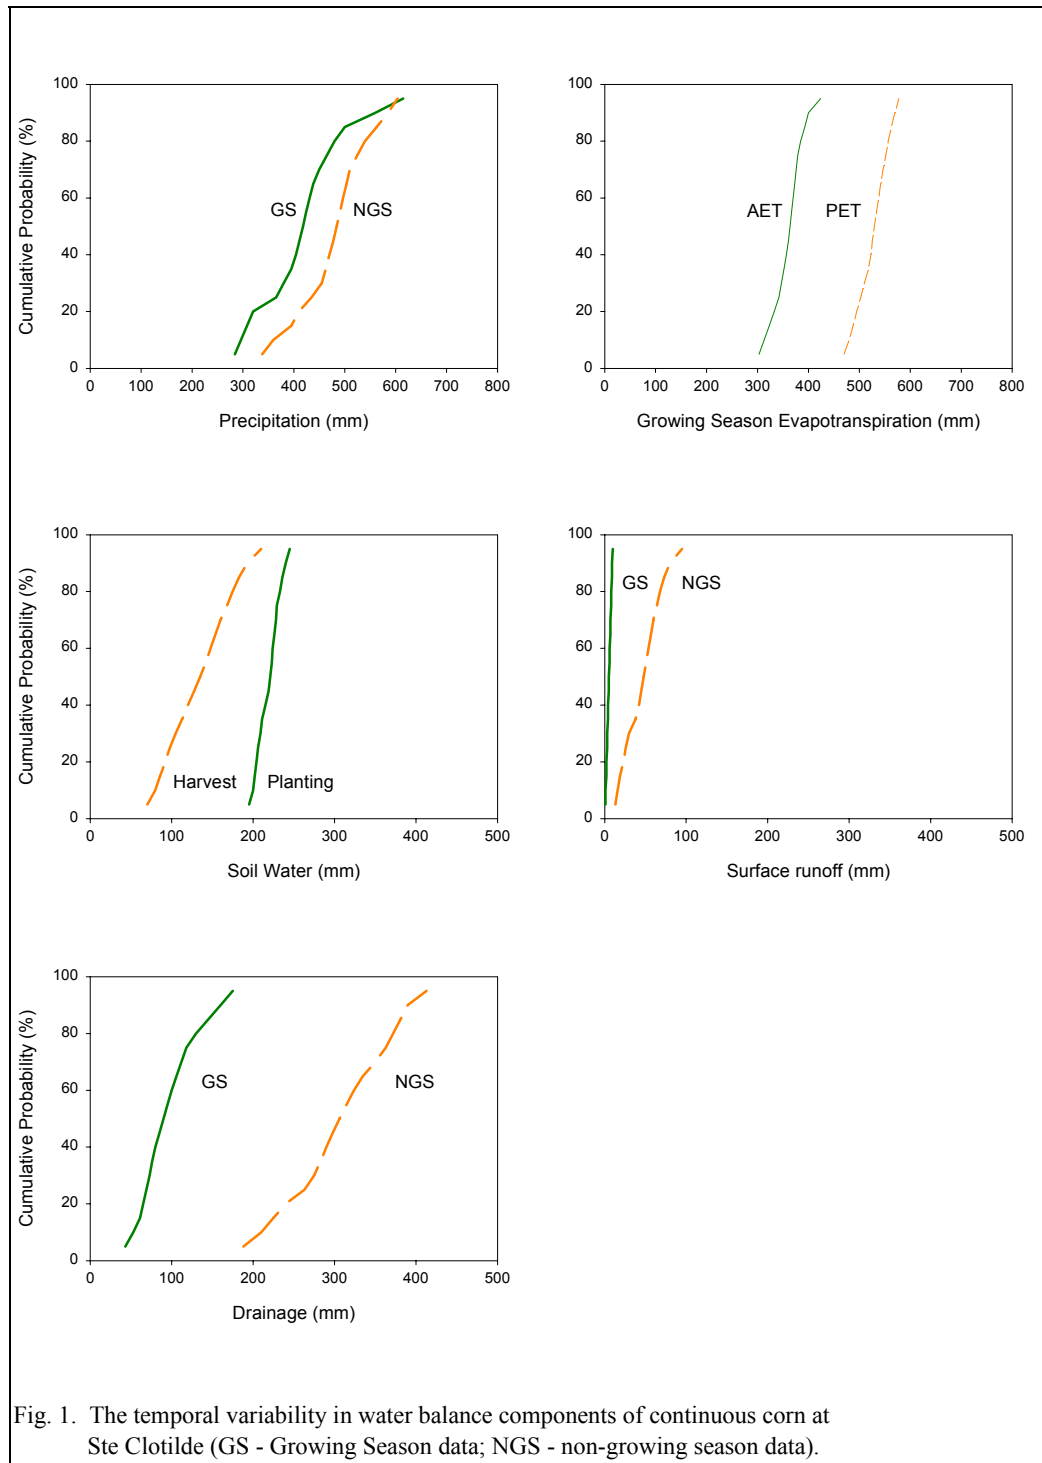 100
80
60
40
20
0
Cumulative Probability (%)
GS
NGS
0 100 200 300 400 500 600 700 800
Precipitation (mm)
100
80
60
40
20
0
AET
PET
0 100 200 300 400 500 600 700 800
Growing Season Evapotranspiration (mm)
100
80
60
40
20
0
Cumulative Probability (%)
Harvest
Planting
0 100 200 300 400 500
Soil Water (mm)
100
80
60
40
20
0
GS
NGS
0 100 200 300 400 500
Surface runoff (mm)
100
80
60
40
20
0
Cumulative Probability (%)
GS
NGS
0 100 200 300 400 500
Drainage (mm)
Fig. 1. The temporal variability in water balance components of continuous corn at
Ste Clotilde (GS - Growing Season data; NGS - non-growing season data).